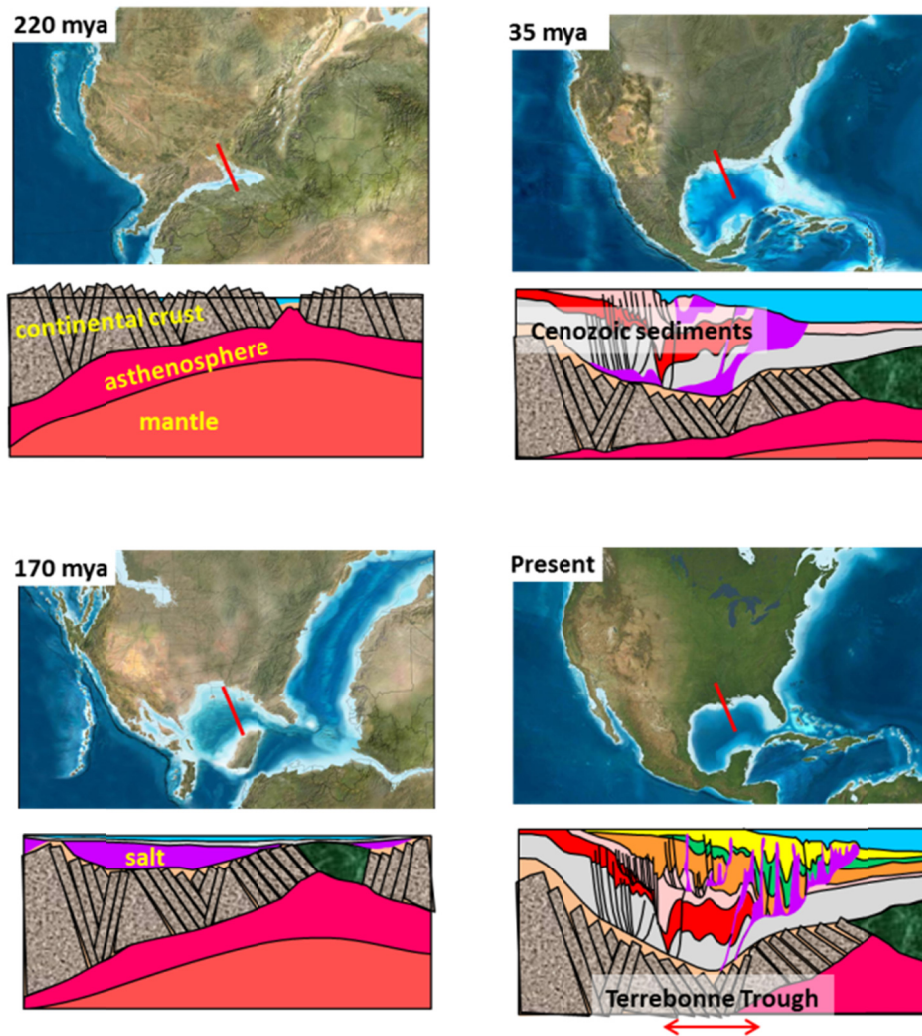 220 mya
continental crust
asthenosphere
mantle
35 mya
Cenozoic sediments
170 mya
salt
Present
Terrebonne Trough